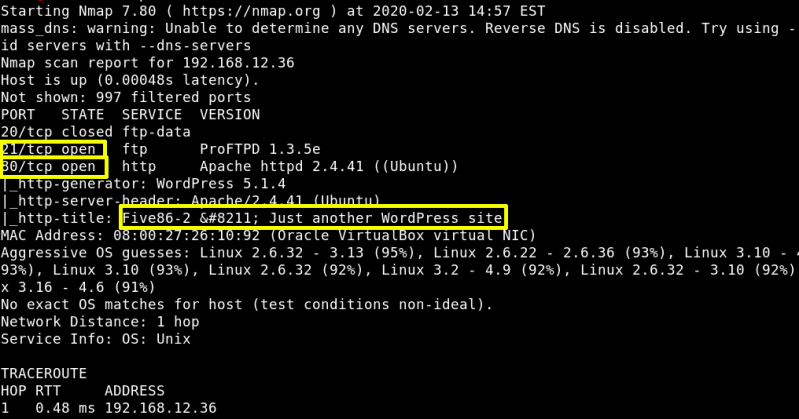 Starting Nmap 7.80 ( https://nmap.org ) at 2020-02-13 14:57 EST
mass_dns: warning: Unable to determine any DNS servers. Reverse DNS is disabled. Try using -
id servers with --dns-servers
Nmap scan report for 192.168.12.36
Host is up (0.00048s latency).
Not shown: 997 filtered ports
PORT   STATE  SERVICE  VERSION
20/tcp closed ftp-data
21/tcp open   ftp      ProFTPD 1.3.5e
80/tcp open   http     Apache httpd 2.4.41 ((Ubuntu))
|_http-generator: WordPress 5.1.4
|_http-server-header: Apache/2.4.41 (Ubuntu)
|_http-title: Five86-2 &#8211; Just another WordPress site
MAC Address: 08:00:27:26:10:92 (Oracle VirtualBox virtual NIC)
Aggressive OS guesses: Linux 2.6.32 - 3.13 (95%), Linux 2.6.22 - 2.6.36 (93%), Linux 3.10 -
93%), Linux 3.10 (93%), Linux 2.6.32 (92%), Linux 3.2 - 4.9 (92%), Linux 2.6.32 - 3.10 (92%)
x 3.16 - 4.6 (91%)
No exact OS matches for host (test conditions non-ideal).
Network Distance: 1 hop
Service Info: OS: Unix
TRACEROUTE
HOP RTT     ADDRESS
1   0.48 ms 192.168.12.36